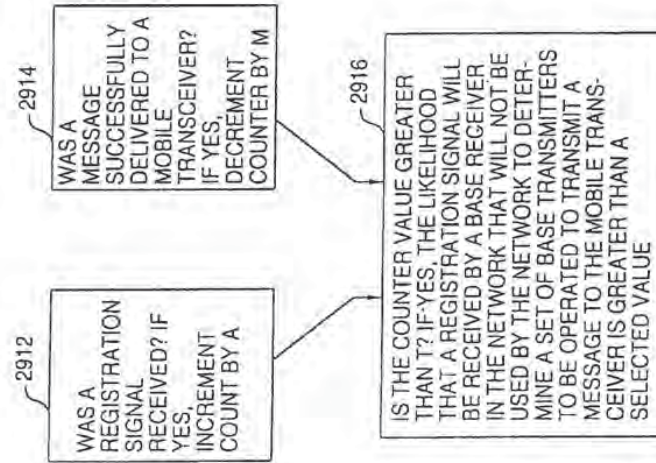 2912
WAS A
REGISTRATION
SIGNAL
RECEIVED? IF
YES,
INCREMENT
COUNT BY A
2914
WAS A
MESSAGE
SUCCESSFULLY
DELIVERED TO A
MOBILE
TRANSCEIVER?
IF YES,
DECREMENT
COUNTER BY M
2916
IS THE COUNTER VALUE GREATER
THAN T? IF YES, THE LIKELIHOOD
THAT A REGISTRATION SIGNAL WILL
BE RECEIVED BY A BASE RECEIVER
IN THE NETWORK THAT WILL NOT BE
USED BY THE NETWORK TO DETER-
MINE A SET OF BASE TRANSMITTERS
TO BE OPERATED TO TRANSMIT A
MESSAGE TO THE MOBILE TRANS-
CEIVER IS GREATER THAN A
SELECTED VALUE